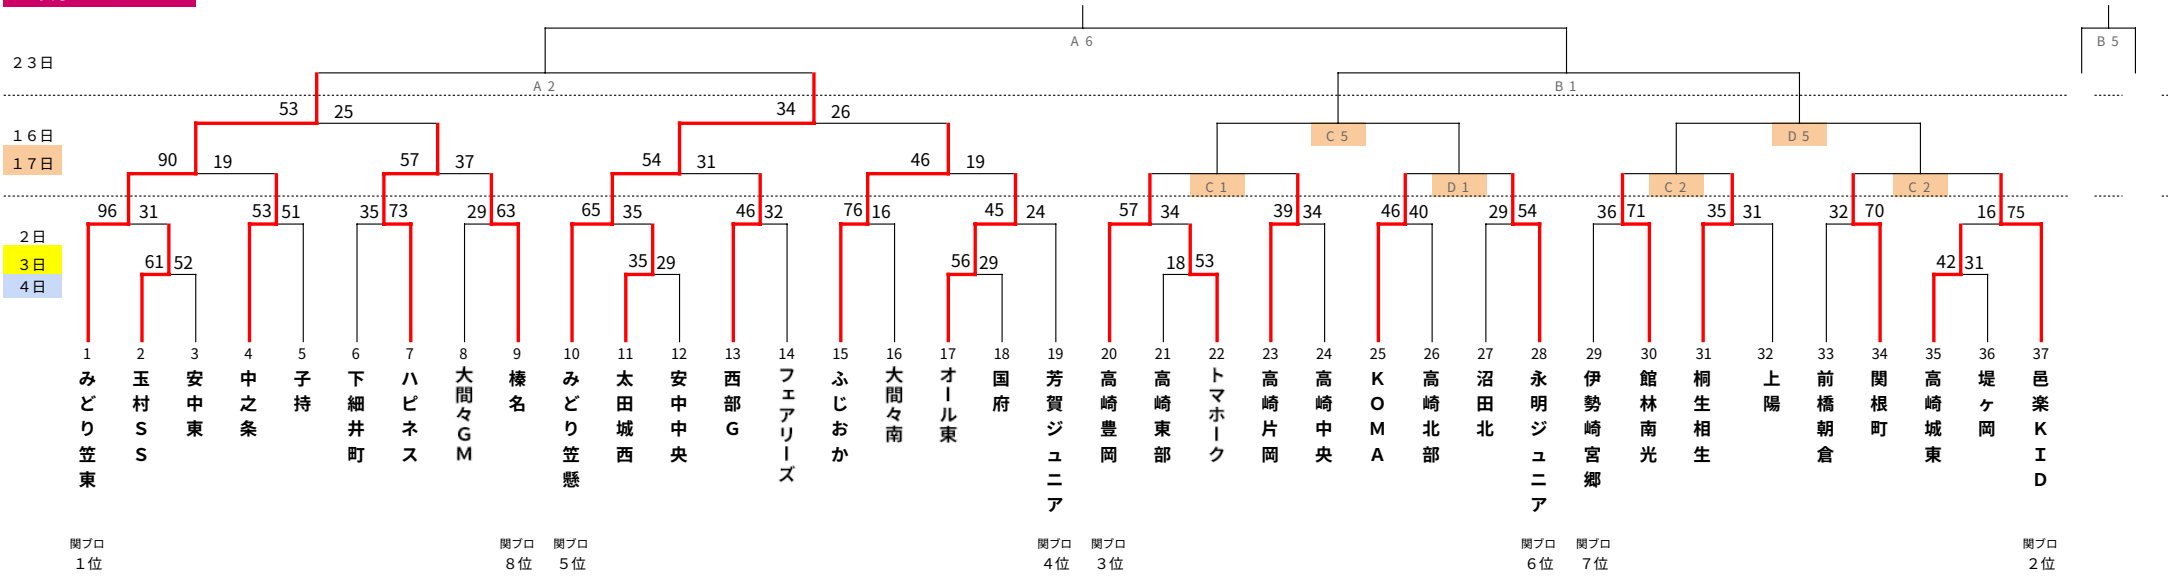 A 6
B 5
23日
A 2
B 1
53 25 34 26
16日
C 5
D 5
17日
90 19 57 37 54 31 46 19
C 1
D 1
C 2
C 2
96 31 53 51 35 73 29 63 65 35 46 32 76 16 45 24 57 34 39 34 46 40 29 54 36 71 35 31 32 70 16 75
2日
3日
61 52 35 29 56 29 18 53 42 31
4日
1 2 3 4 5 6 7 8 9 10 11 12 13 14 15 16 17 18 19 20 21 22 23 24 25 26 27 28 29 30 31 32 33 34 35 36 37
みどり笠東
玉村SS
安中東
中之条
子持
下細井町
ハピネス
大間々GM
榛名
みどり笠懸
太田城西
安中中央
西部G
フェアリーズ
ふじおか
大間々南
オール東
国府
芳賀ジュニア
高崎豊岡
高崎東部
トマホーク
高崎片岡
高崎中央
KOMA
高崎北部
沼田北
永明ジュニア
伊勢崎宮郷
館林南光
桐生相生
上陽
前橋朝倉
関根町
高崎城東
堤ヶ岡
邑楽KID
関ブロ 関ブロ 関ブロ 関ブロ 関ブロ 関ブロ 関ブロ 関ブロ
1位 8位 5位 4位 3位 6位 7位 2位